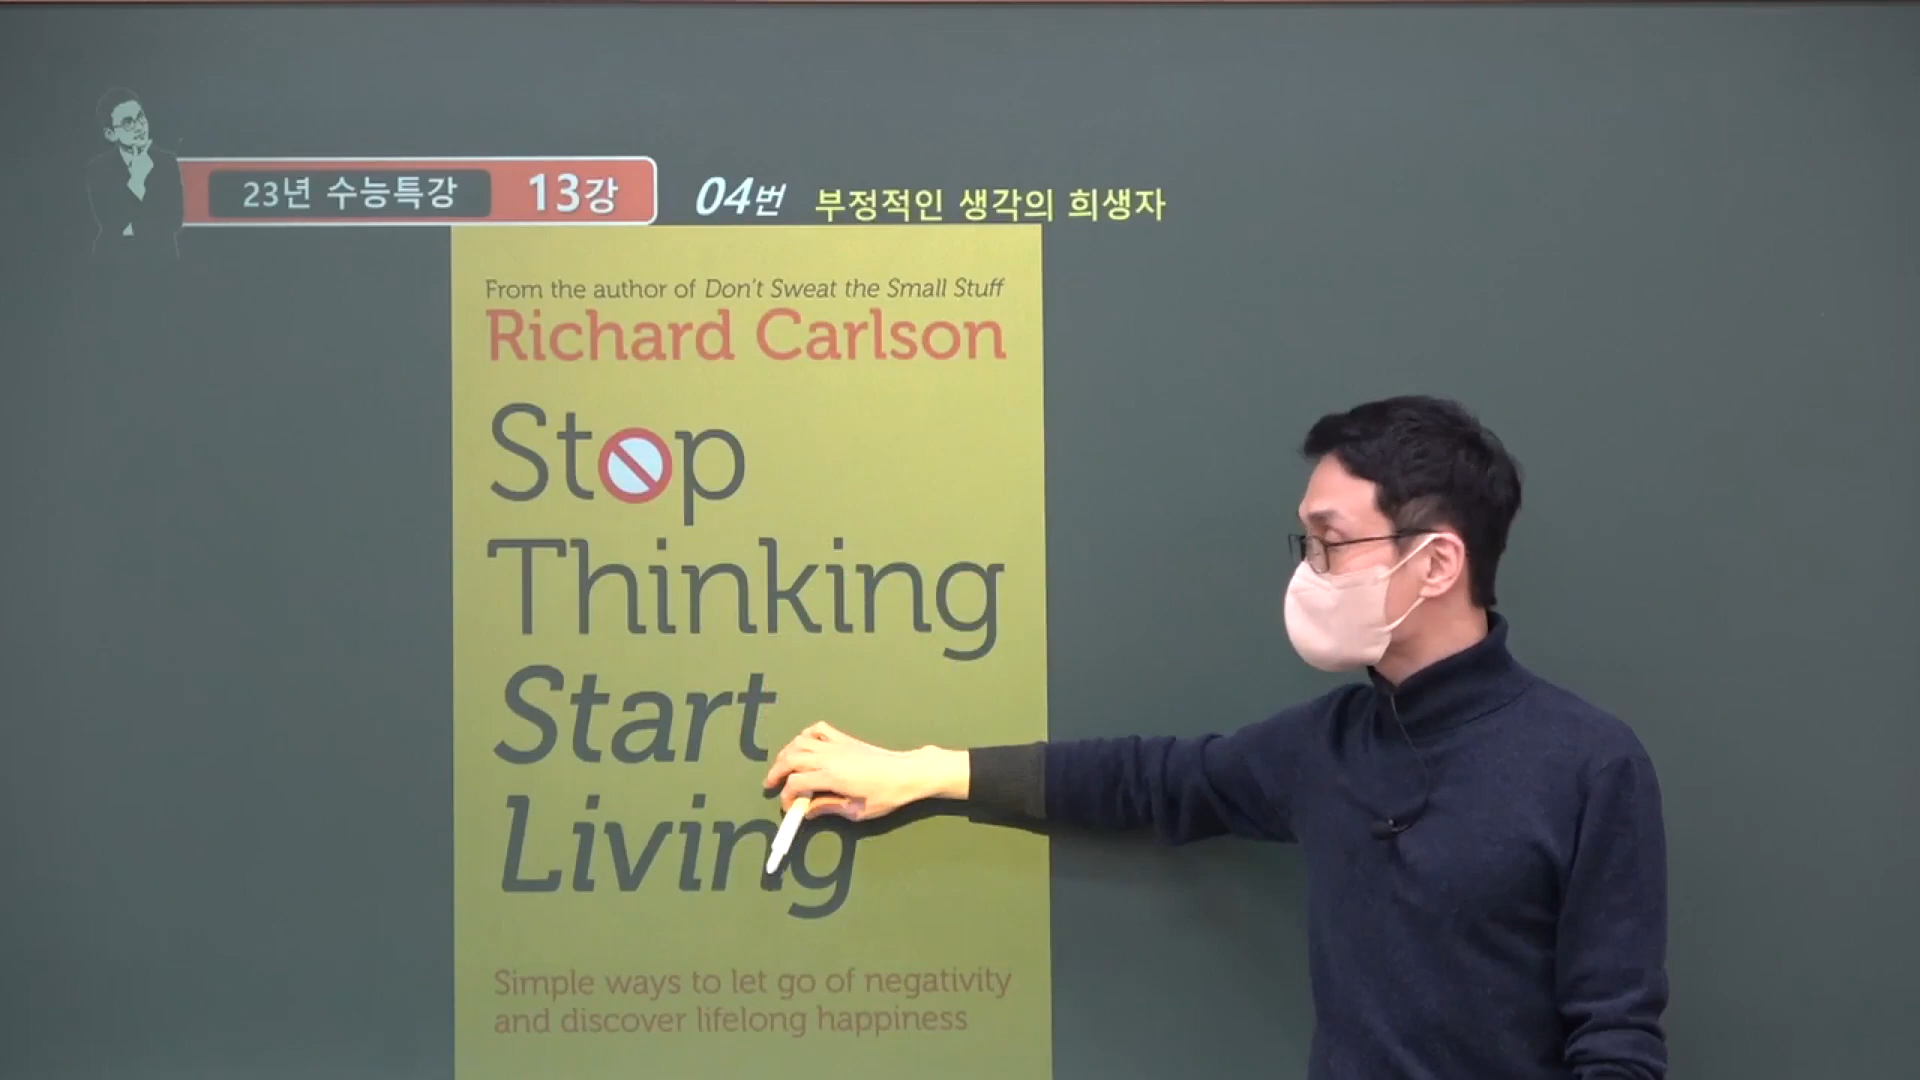 23년 수능특강 13강 04번 부정적인 생각의 희생자
From the author of Don't Sweat the Small Stuff
Richard Carlson
Stop
Thinking
Start
Living
Simple ways to let go of negativity
and discover lifelong happiness